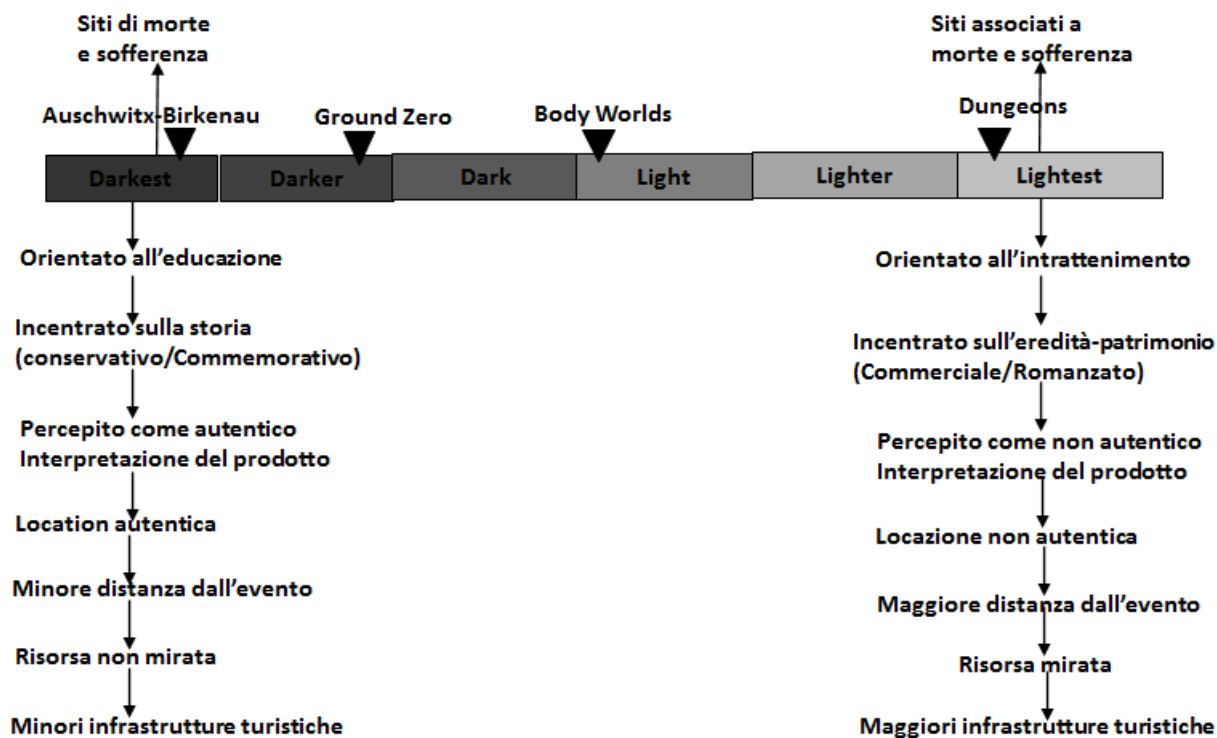 Siti di morte
e sofferenza
Siti associati a
morte e sofferenza
Auschwitx-Birkenau
Ground Zero
Body Worlds
Dungeons
Darkest
Darker
Dark
Light
Lighter
Lightest
Orientato all'educazione
Incentrato sulla storia
(conservativo/Commemorativo)
Percepito come autentico
Interpretazione del prodotto
Location autentica
Minore distanza dall'evento
Risorsa non mirata
Minori infrastrutture turistiche
Orientato all'intrattenimento
Incentrato sull'eredità-patrimonio
(Commerciale/Romanzato)
Percepito come non autentico
Interpretazione del prodotto
Locazione non autentica
Maggiore distanza dall'evento
Risorsa mirata
Maggiori infrastrutture turistiche